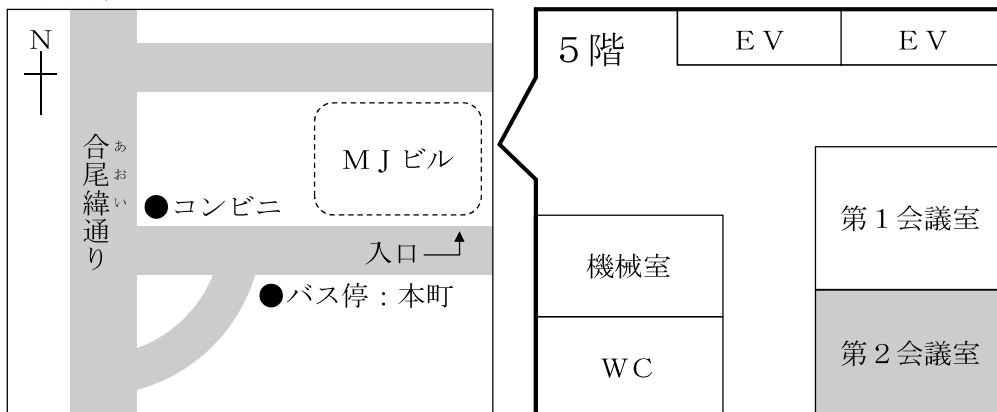 N
合尾緯通り
あおい
MJビル
●コンビニ
入口
●バス停：本町
5階
EV
EV
第1会議室
機械室
第2会議室
WC